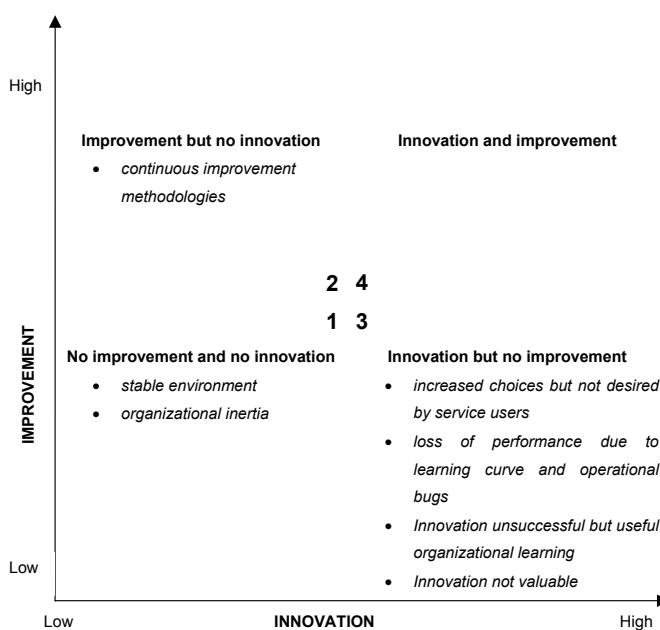 High
Improvement but no innovation
• continuous improvement
methodologies
Innovation and improvement
2 4
1 3
IMPROVEMENT
No improvement and no innovation
• stable environment
• organizational inertia
Innovation but no improvement
• increased choices but not desired
by service users
• loss of performance due to
learning curve and operational
bugs
• Innovation unsuccessful but useful
organizational learning
• Innovation not valuable
Low
Low
INNOVATION
High